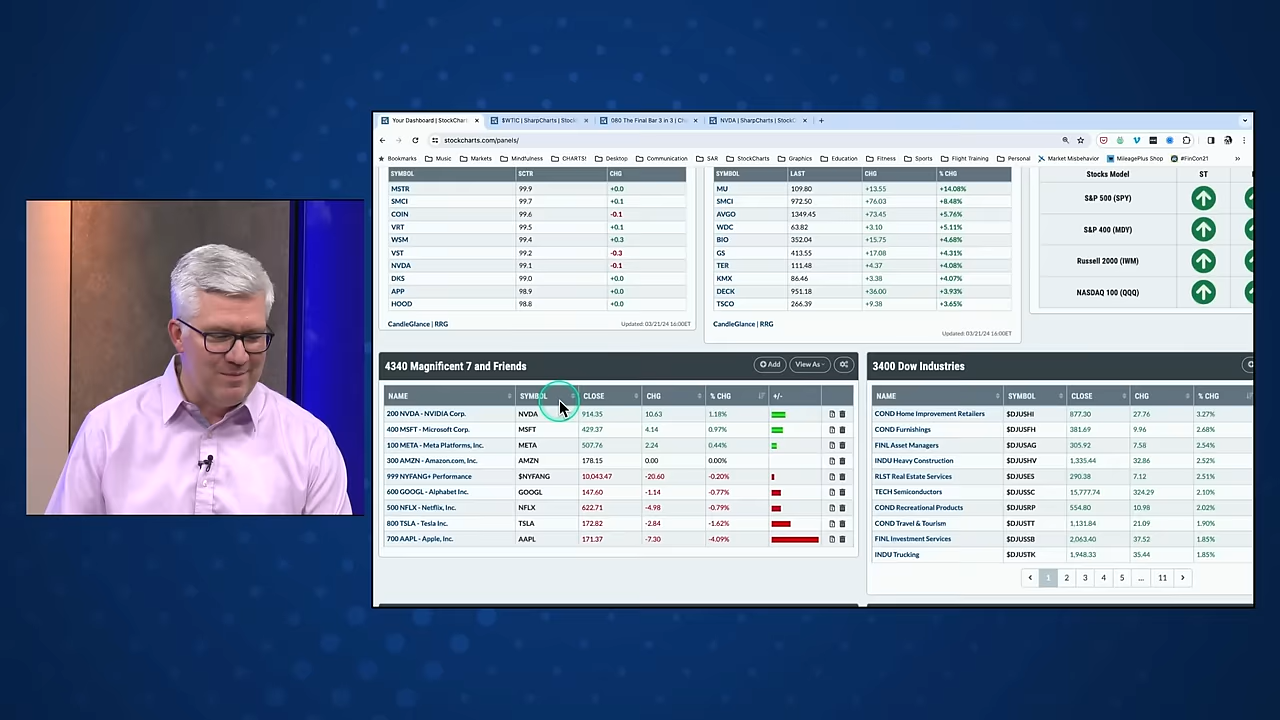 Your Dashboard | StockChart × $WTIC | SharpCharts | Stock × 080 The Final Bar 3 in 3 | Ch × NVDA | SharpCharts | StockC × +
stockcharts.com/panels/
Bookmarks Music Markets Mindfulness CHARTS! Desktop Communication SAR StockCharts Graphics Education Fitness Sports Flight Training Personal Market Misbehavior MileagePlus Shop #FinCon21 »
SYMBOL SCTR CHG
MSTR 99.9 +0.0
SMCI 99.7 +0.1
COIN 99.6 -0.1
VRT 99.5 +0.1
WSM 99.4 +0.3
VST 99.2 -0.3
NVDA 99.1 -0.1
DKS 99.0 +0.0
APP 98.9 +0.0
HOOD 98.8 +0.0
CandleGlance | RRG Updated: 03/21/24 16:00ET
SYMBOL LAST CHG % CHG
MU 109.80 +13.55 +14.08%
SMCI 972.50 +76.03 +8.48%
AVGO 1349.45 +73.45 +5.76%
WDC 63.82 +3.10 +5.11%
BIO 352.04 +15.75 +4.68%
GS 413.55 +17.08 +4.31%
TER 111.48 +4.37 +4.08%
KMX 86.46 +3.38 +4.07%
DECK 951.18 +36.00 +3.93%
TSCO 266.39 +9.38 +3.65%
CandleGlance | RRG
Updated: 03/21/24 16:00ET
Stocks Model ST
S&P 500 (SPY)
S&P 400 (MDY)
Russell 2000 (IWM)
NASDAQ 100 (QQQ)
4340 Magnificent 7 and Friends Add View As
NAME SYMBOL CLOSE CHG % CHG +/-
200 NVDA - NVIDIA Corp. NVDA 914.35 10.63 1.18%
400 MSFT - Microsoft Corp. MSFT 429.37 4.14 0.97%
100 META - Meta Platforms, Inc. META 507.76 2.24 0.44%
300 AMZN - Amazon.com, Inc. AMZN 178.15 0.00 0.00%
999 NYFANG+ Performance $NYFANG 10,043.47 -20.60 -0.20%
600 GOOGL - Alphabet Inc. GOOGL 147.60 -1.14 -0.77%
500 NFLX - Netflix, Inc. NFLX 622.71 -4.98 -0.79%
800 TSLA - Tesla Inc. TSLA 172.82 -2.84 -1.62%
700 AAPL - Apple, Inc. AAPL 171.37 -7.30 -4.09%
3400 Dow Industries
NAME SYMBOL CLOSE CHG % CHG
COND Home Improvement Retailers $DJUSHI 877.30 27.76 3.27%
COND Furnishings $DJUSFH 381.69 9.96 2.68%
FINL Asset Managers $DJUSAG 305.92 7.58 2.54%
INDU Heavy Construction $DJUSHV 1,335.44 32.86 2.52%
RLST Real Estate Services $DJUSES 290.38 7.12 2.51%
TECH Semiconductors $DJUSSC 15,777.74 324.29 2.10%
COND Recreational Products $DJUSRP 554.80 10.98 2.02%
COND Travel & Tourism $DJUSTT 1,131.84 21.09 1.90%
FINL Investment Services $DJUSSB 2,063.40 37.52 1.85%
INDU Trucking $DJUSTK 1,948.33 35.44 1.85%
1 2 3 4 5 ... 11